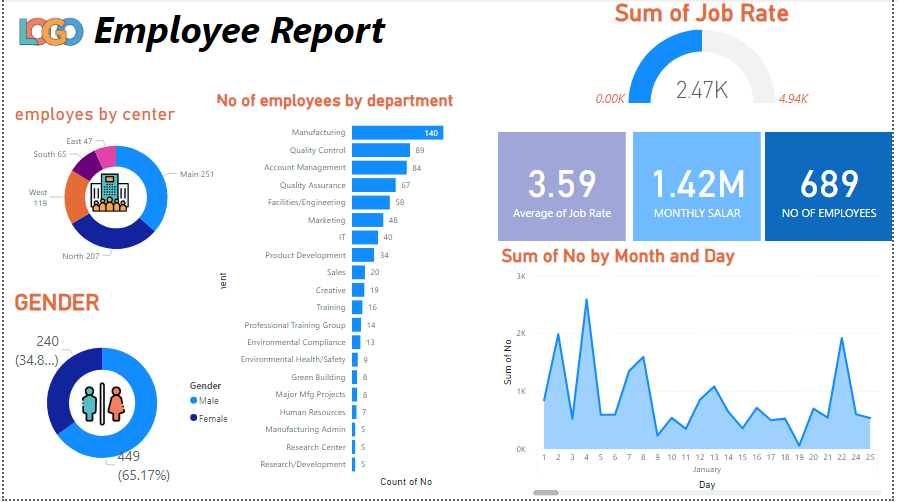 LOGO
Employee Report
Sum of Job Rate
0.00K
2.47K
4.94K
employes by center
East 47
South 65
West
119
North 207
Main 251
No of employees by department
Manufacturing 140
Quality Control 89
Account Management 84
Quality Assurance 67
Facilities/Engineering 58
Marketing 48
IT 40
Product Development 34
Sales 20
Creative 19
Training 16
Professional Training Group 14
Environmental Compliance 13
Environmental Health/Safety 9
Green Building 8
Major Mfg Projects 8
Human Resources 7
Manufacturing Admin 5
Research Center 5
Research/Development 5
Count of No
3.59
Average of Job Rate
1.42M
MONTHLY SALAR
689
NO OF EMPLOYEES
GENDER
240
(34.8...)
449
(65.17%)
Gender
Male
Female
Sum of No by Month and Day
Sum of No
3K
2K
1K
0K
1 2 3 4 5 6 7 8 9 10 11 12 13 14 15 16 17 18 19 20 21 22 24 25
January
Day